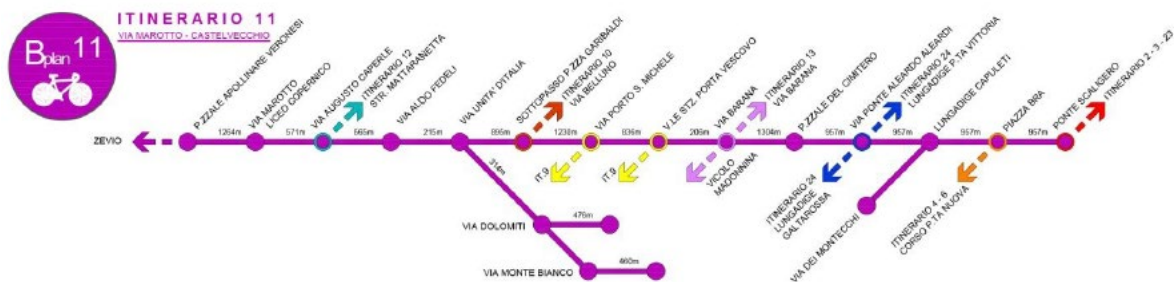 ITINERARIO 11
VIA MAROTTO - CASTELVECCHIO
Bplan 11
ZEVIO
P.ZZALE APOLLINARE VERONESI
1264m
VIA MAROTTO
LICEO COPERNICO
571m
VIA AUGUSTO CAPERLE
ITINERARIO 12
STR. MATTARANETTA
665m
VIA ALDO FEDELI
215m
VIA UNITA' D'ITALIA
895m
SOTTOPASSO P.ZZA GARIBALDI
ITINERARIO 10
VIA BELLUNO
1238m
VIA PORTO S. MICHELE
IT.9
836m
V.LE STZ. PORTA VESCOVO
IT.9
206m
VIA BARANA
ITINERARIO 13
VIA BARANA
VICOLO
MADONNINA
1304m
P.ZZALE DEL CIMITERO
957m
VIA PONTE ALEARDO ALEARDI
ITINERARIO 24
LUNGADIGE P.TA VITTORIA
ITINERARIO 24
LUNGADIGE
GALTAROSSA
957m
LUNGADIGE CAPULETI
VIA DEI MONTECCHI
957m
PIAZZA BRA
ITINERARIO 4 - 6
CORSO P.TA NUOVA
957m
PONTE SCALIGERO
ITINERARIO 2 - 3 - 23
314m
VIA DOLOMITI
476m
VIA MONTE BIANCO
460m